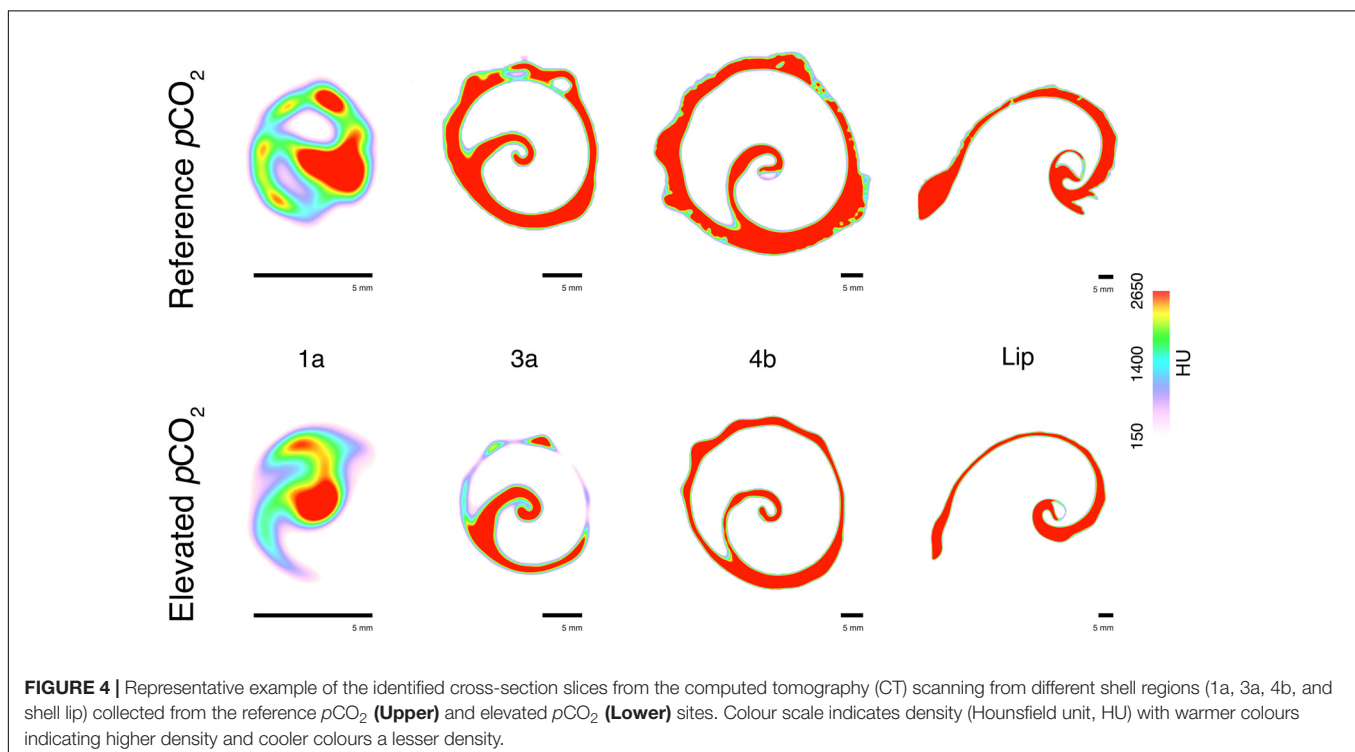 Reference pCO2
5 mm
5 mm
5 mm
5 mm
1a
3a
4b
Lip
2650
1400
150
HU
Elevated pCO2
5 mm
5 mm
5 mm
5 mm
FIGURE 4 | Representative example of the identified cross-section slices from the computed tomography (CT) scanning from different shell regions (1a, 3a, 4b, and
shell lip) collected from the reference pCO2 (Upper) and elevated pCO2 (Lower) sites. Colour scale indicates density (Hounsfield unit, HU) with warmer colours
indicating higher density and cooler colours a lesser density.